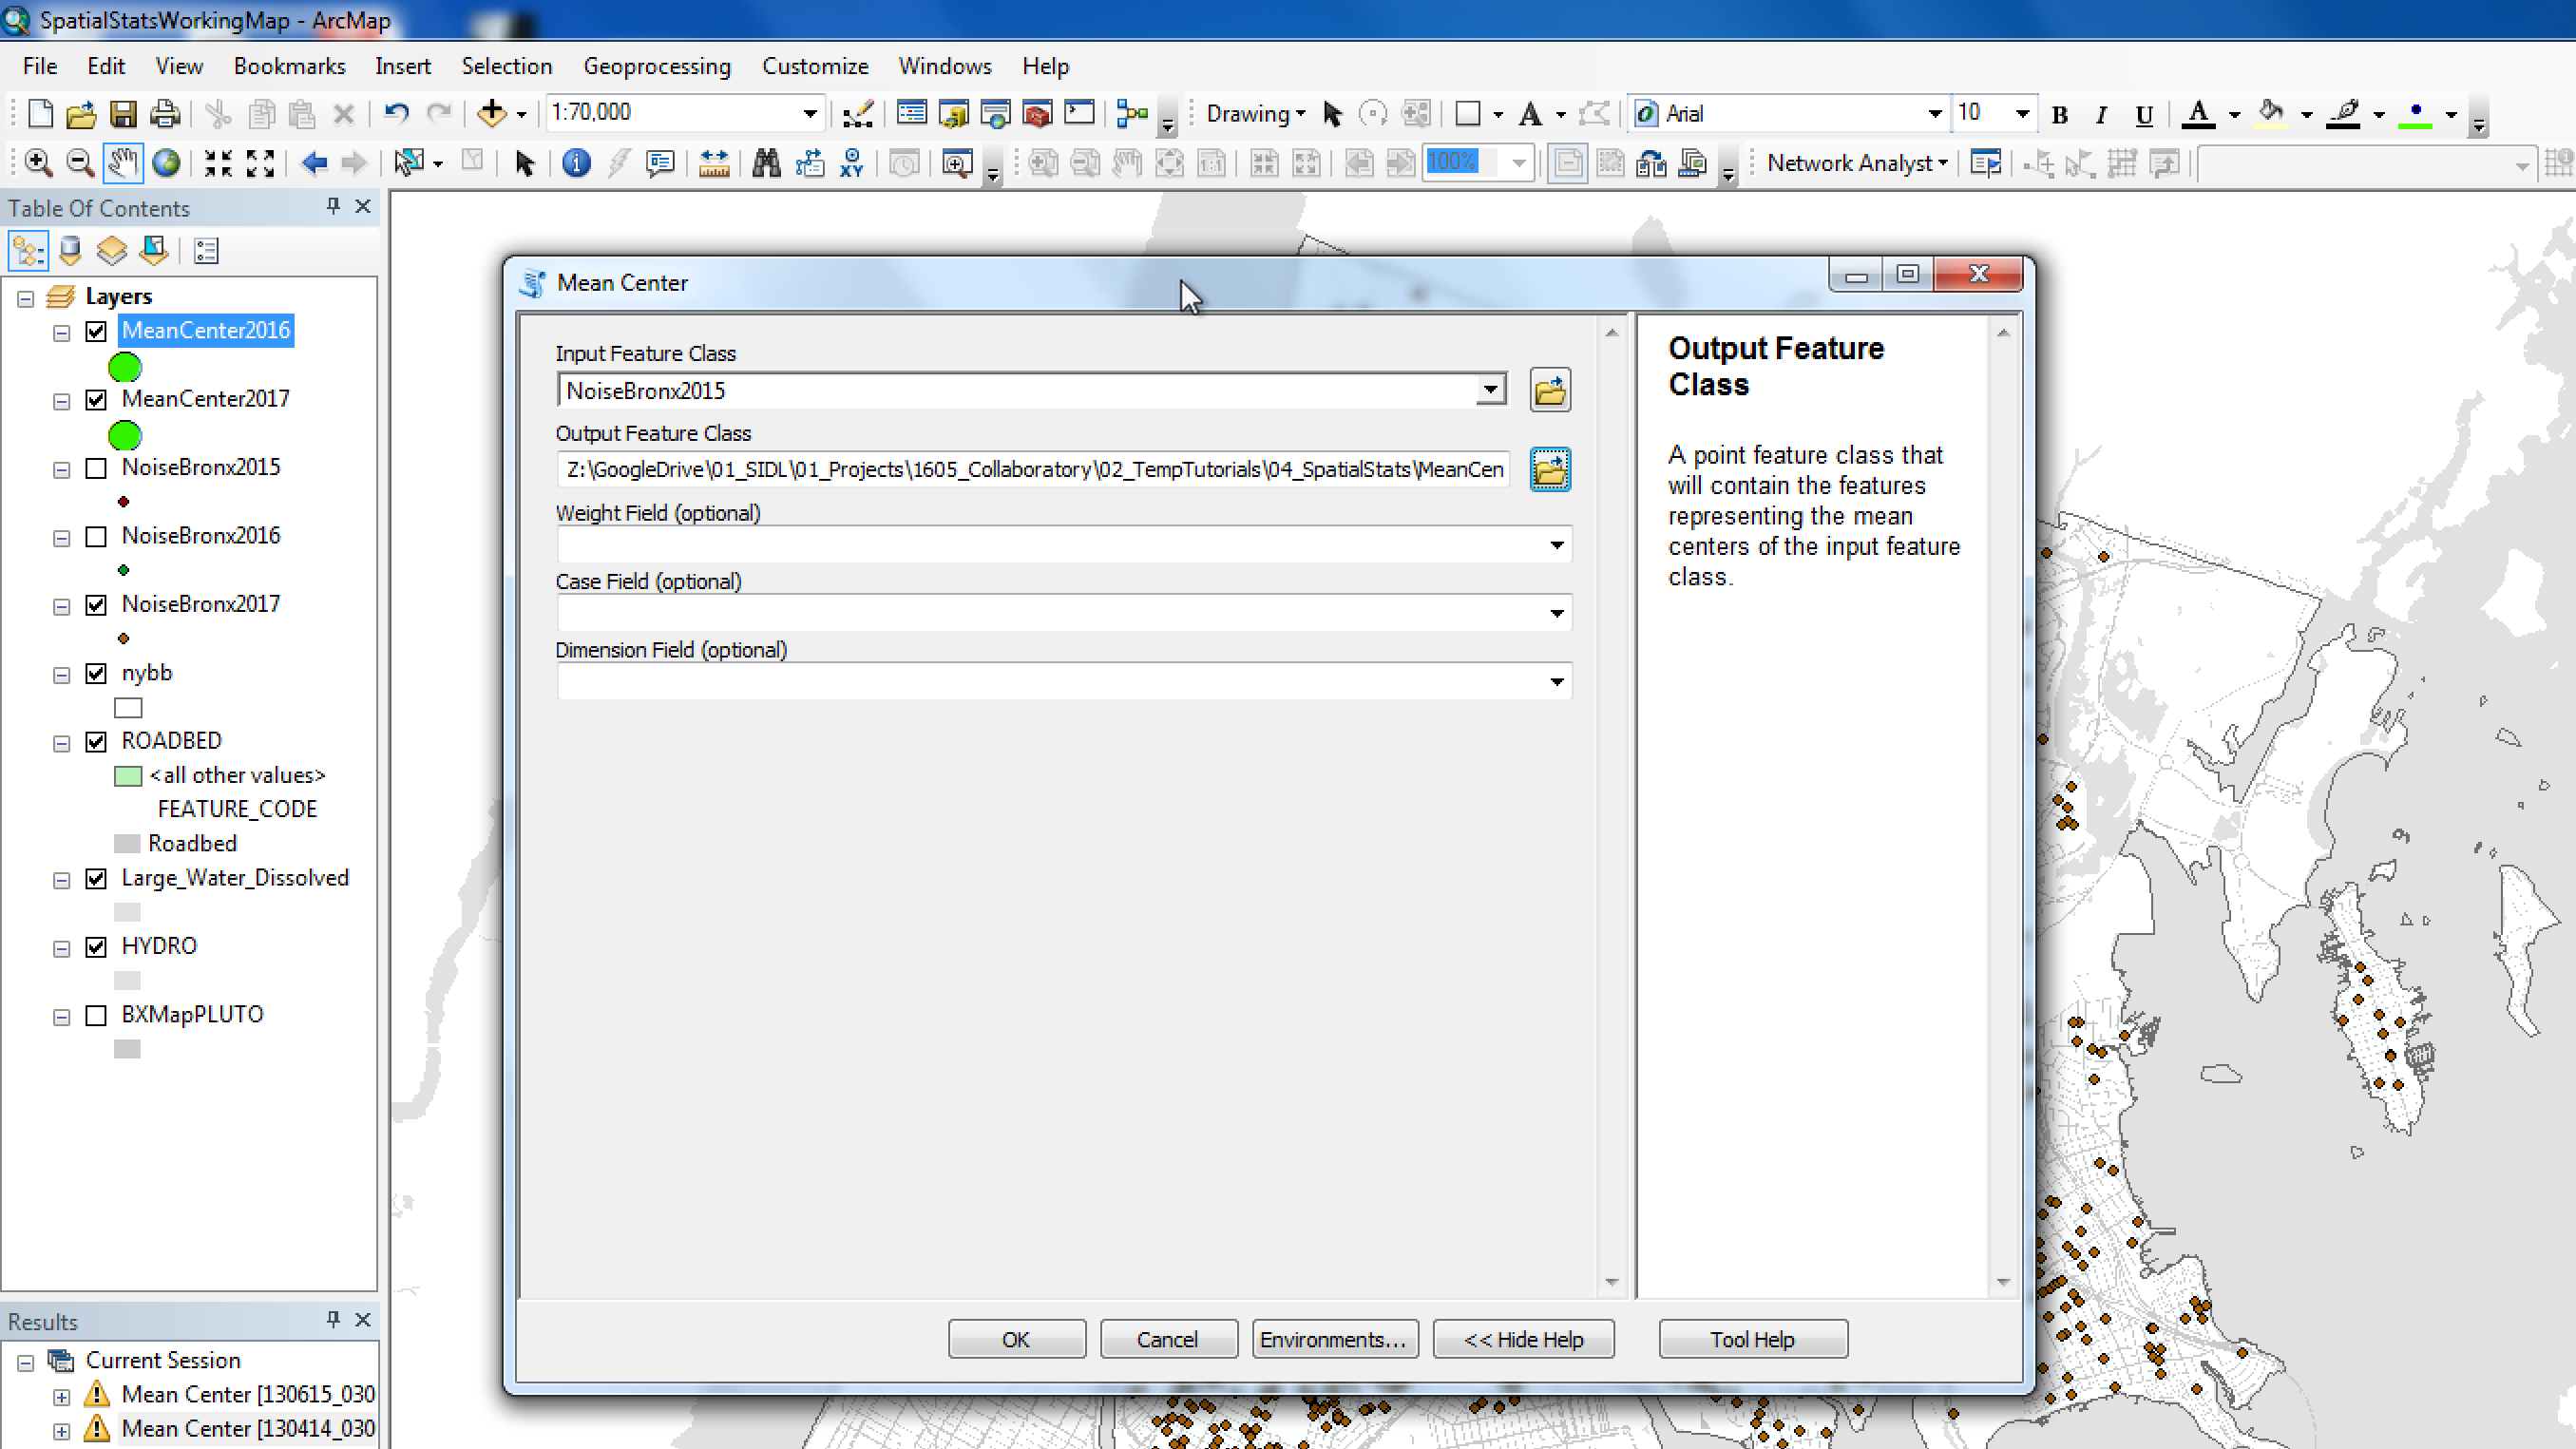 SpatialStatsWorkingMap - ArcMap
File Edit View Bookmarks Insert Selection Geoprocessing Customize Windows Help
1:70,000 Drawing Arial 10 B I U
100% Network Analyst
Table Of Contents
Layers
MeanCenter2016
MeanCenter2017
NoiseBronx2015
NoiseBronx2016
NoiseBronx2017
nybb
ROADBED
<all other values>
FEATURE_CODE
Roadbed
Large_Water_Dissolved
HYDRO
BXMapPLUTO
Results
Current Session
Mean Center [130615_030
Mean Center [130414_030
Mean Center
Input Feature Class
NoiseBronx2015
Output Feature Class
Z:\GoogleDrive\01_SIDL\01_Projects\1605_Collaboratory\02_TempTutorials\04_SpatialStats\MeanCen
Weight Field (optional)
Case Field (optional)
Dimension Field (optional)
OK Cancel Environments... << Hide Help Tool Help
Output Feature
Class
A point feature class that
will contain the features
representing the mean
centers of the input feature
class.